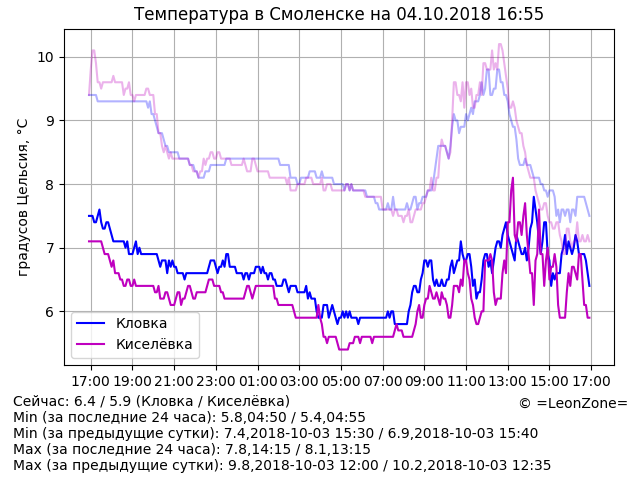 Температура в Смоленске на 04.10.2018 16:55
градусов Цельсия, °C
10
9
8
7
6
Кловка
Киселёвка
17:00 19:00 21:00 23:00 01:00 03:00 05:00 07:00 09:00 11:00 13:00 15:00 17:00
Сейчас: 6.4 / 5.9 (Кловка / Киселёвка)
© =LeonZone=
Min (за последние 24 часа): 5.8,04:50 / 5.4,04:55
Min (за предыдущие сутки): 7.4,2018-10-03 15:30 / 6.9,2018-10-03 15:40
Max (за последние 24 часа): 7.8,14:15 / 8.1,13:15
Max (за предыдущие сутки): 9.8,2018-10-03 12:00 / 10.2,2018-10-03 12:35